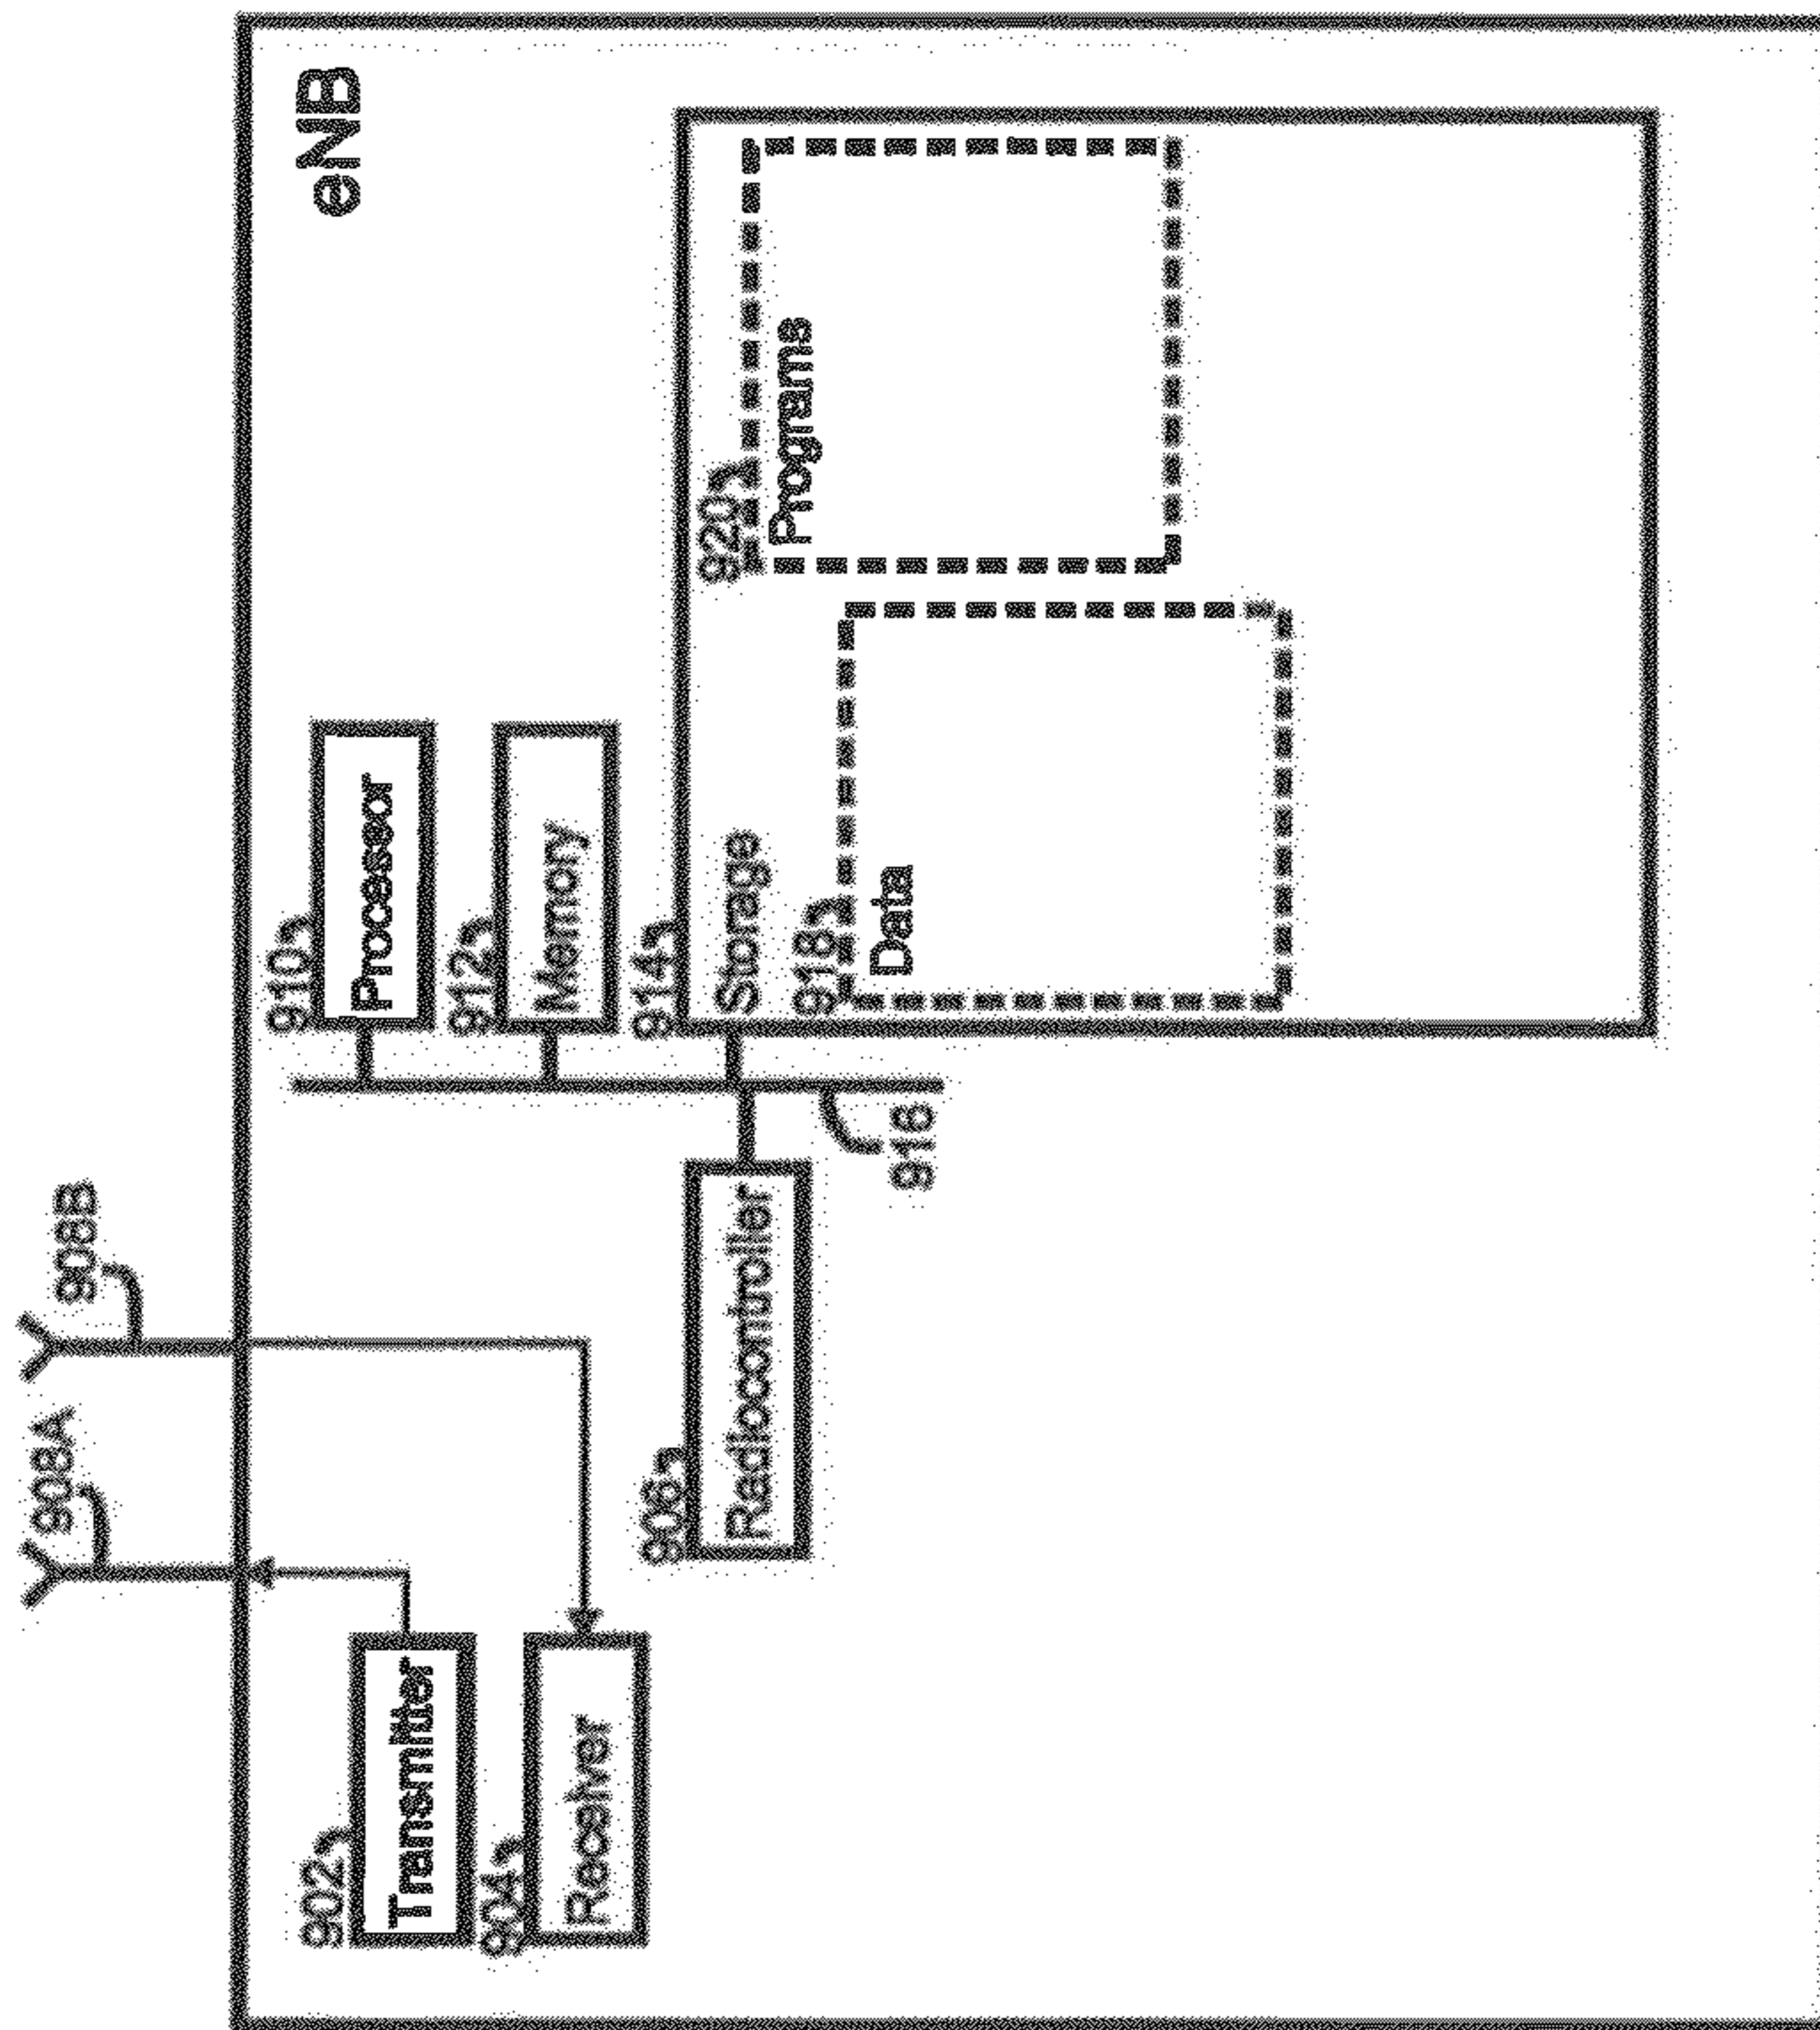 908A
908B
eNB
902
Transmitter
904
Receiver
906
Radiocontroller
910
Processor
912
Memory
914
Storage
916
918
Data
920
Programs